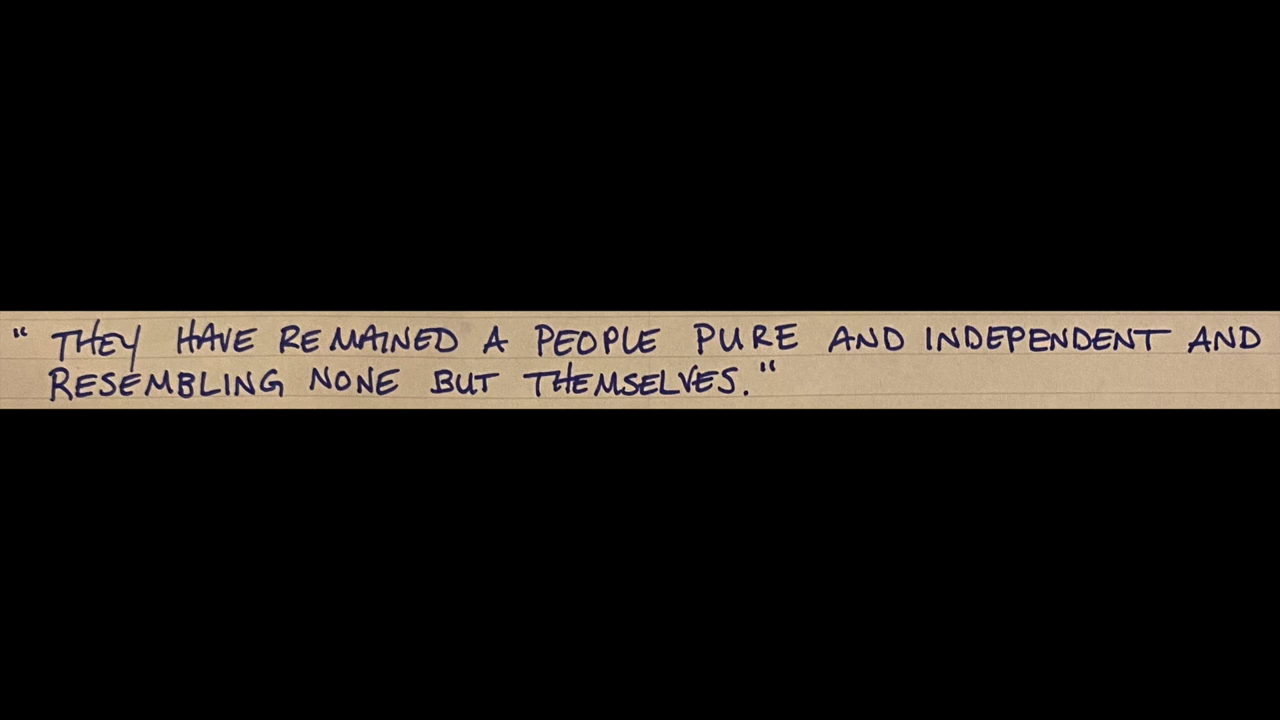 “ THEY HAVE REMAINED A PEOPLE PURE AND INDEPENDENT AND
RESEMBLING NONE BUT THEMSELVES.“